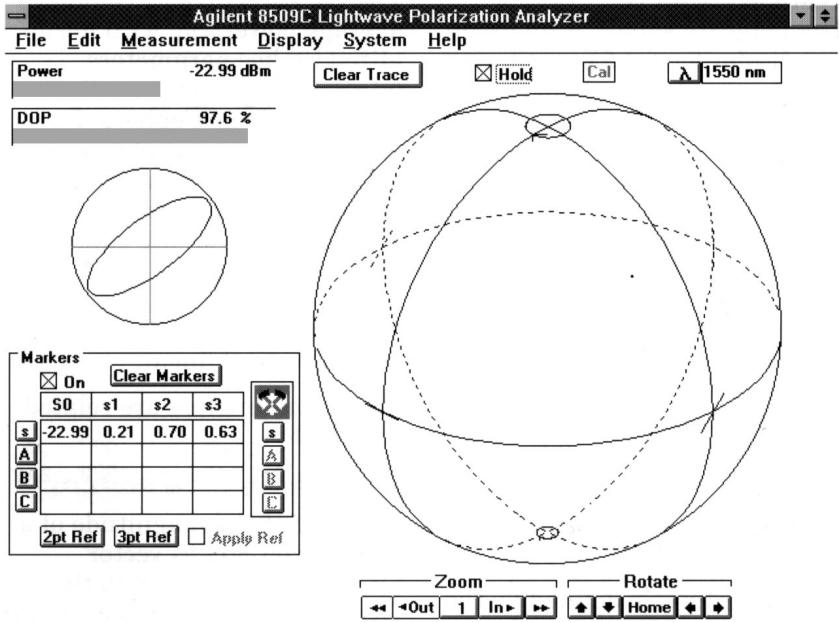 Agilent 8509C Lightwave Polarization Analyzer
File Edit Measurement Display System Help
Power -22.99 dBm
Clear Trace Hold Cal λ 1550 nm
DOP 97.6 %
Markers
On Clear Markers
S0 s1 s2 s3
s -22.99 0.21 0.70 0.63 s
A A
B B
C C
2pt Ref 3pt Ref Apply Ref
Zoom Rotate
Out 1 In Home